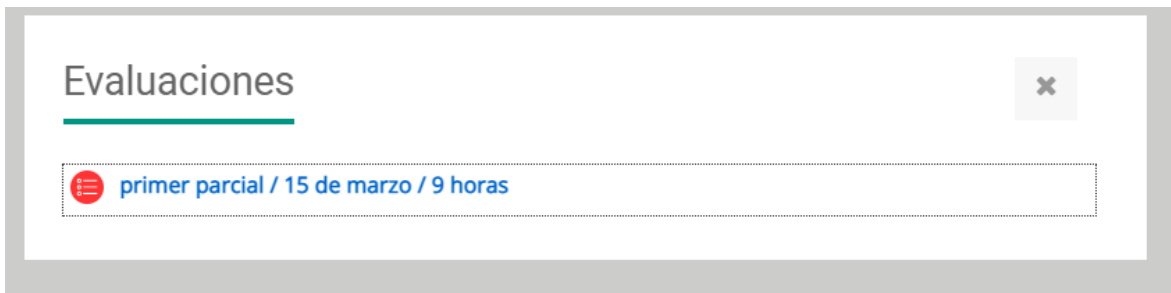 Evaluaciones
primer parcial / 15 de marzo / 9 horas